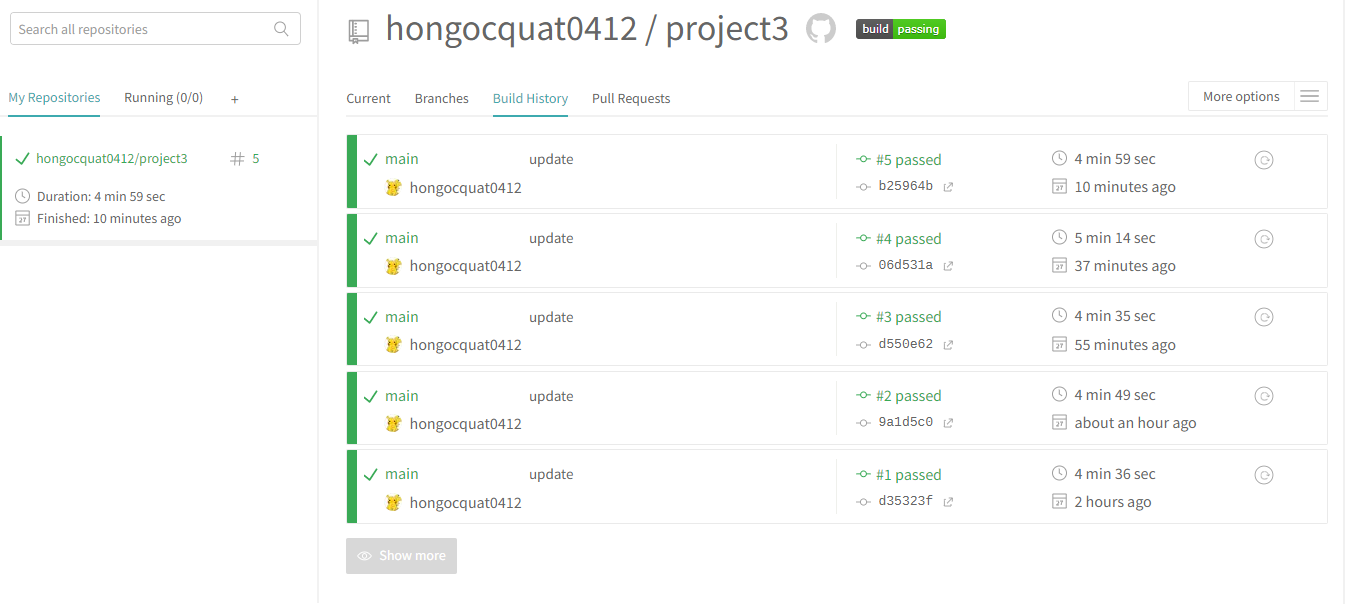 Search all repositories
My Repositories Running (0/0) +
hongocquat0412/project3 # 5
Duration: 4 min 59 sec
Finished: 10 minutes ago
hongocquat0412 / project3 build passing
Current Branches Build History Pull Requests More options
main update #5 passed 4 min 59 sec
hongocquat0412 b25964b 27 10 minutes ago
main update #4 passed 5 min 14 sec
hongocquat0412 06d531a 27 37 minutes ago
main update #3 passed 4 min 35 sec
hongocquat0412 d550e62 27 55 minutes ago
main update #2 passed 4 min 49 sec
hongocquat0412 9a1d5c0 27 about an hour ago
main update #1 passed 4 min 36 sec
hongocquat0412 d35323f 27 2 hours ago
Show more